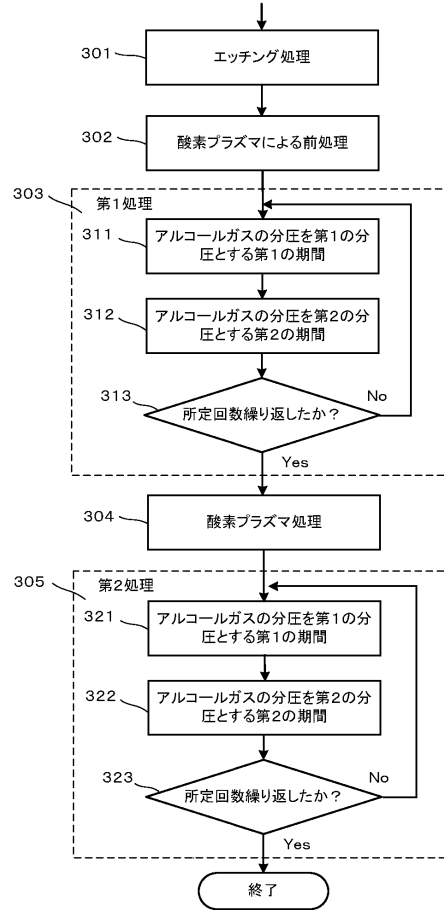 301
エッチング処理
302
酸素プラズマによる前処理
303
第1処理
311
アルコールガスの分圧を第1の分
圧とする第1の期間
312
アルコールガスの分圧を第2の分
圧とする第2の期間
313
所定回数繰り返したか？
No
Yes
304
酸素プラズマ処理
305
第2処理
321
アルコールガスの分圧を第1の分
圧とする第1の期間
322
アルコールガスの分圧を第2の分
圧とする第2の期間
323
所定回数繰り返したか？
No
Yes
終了